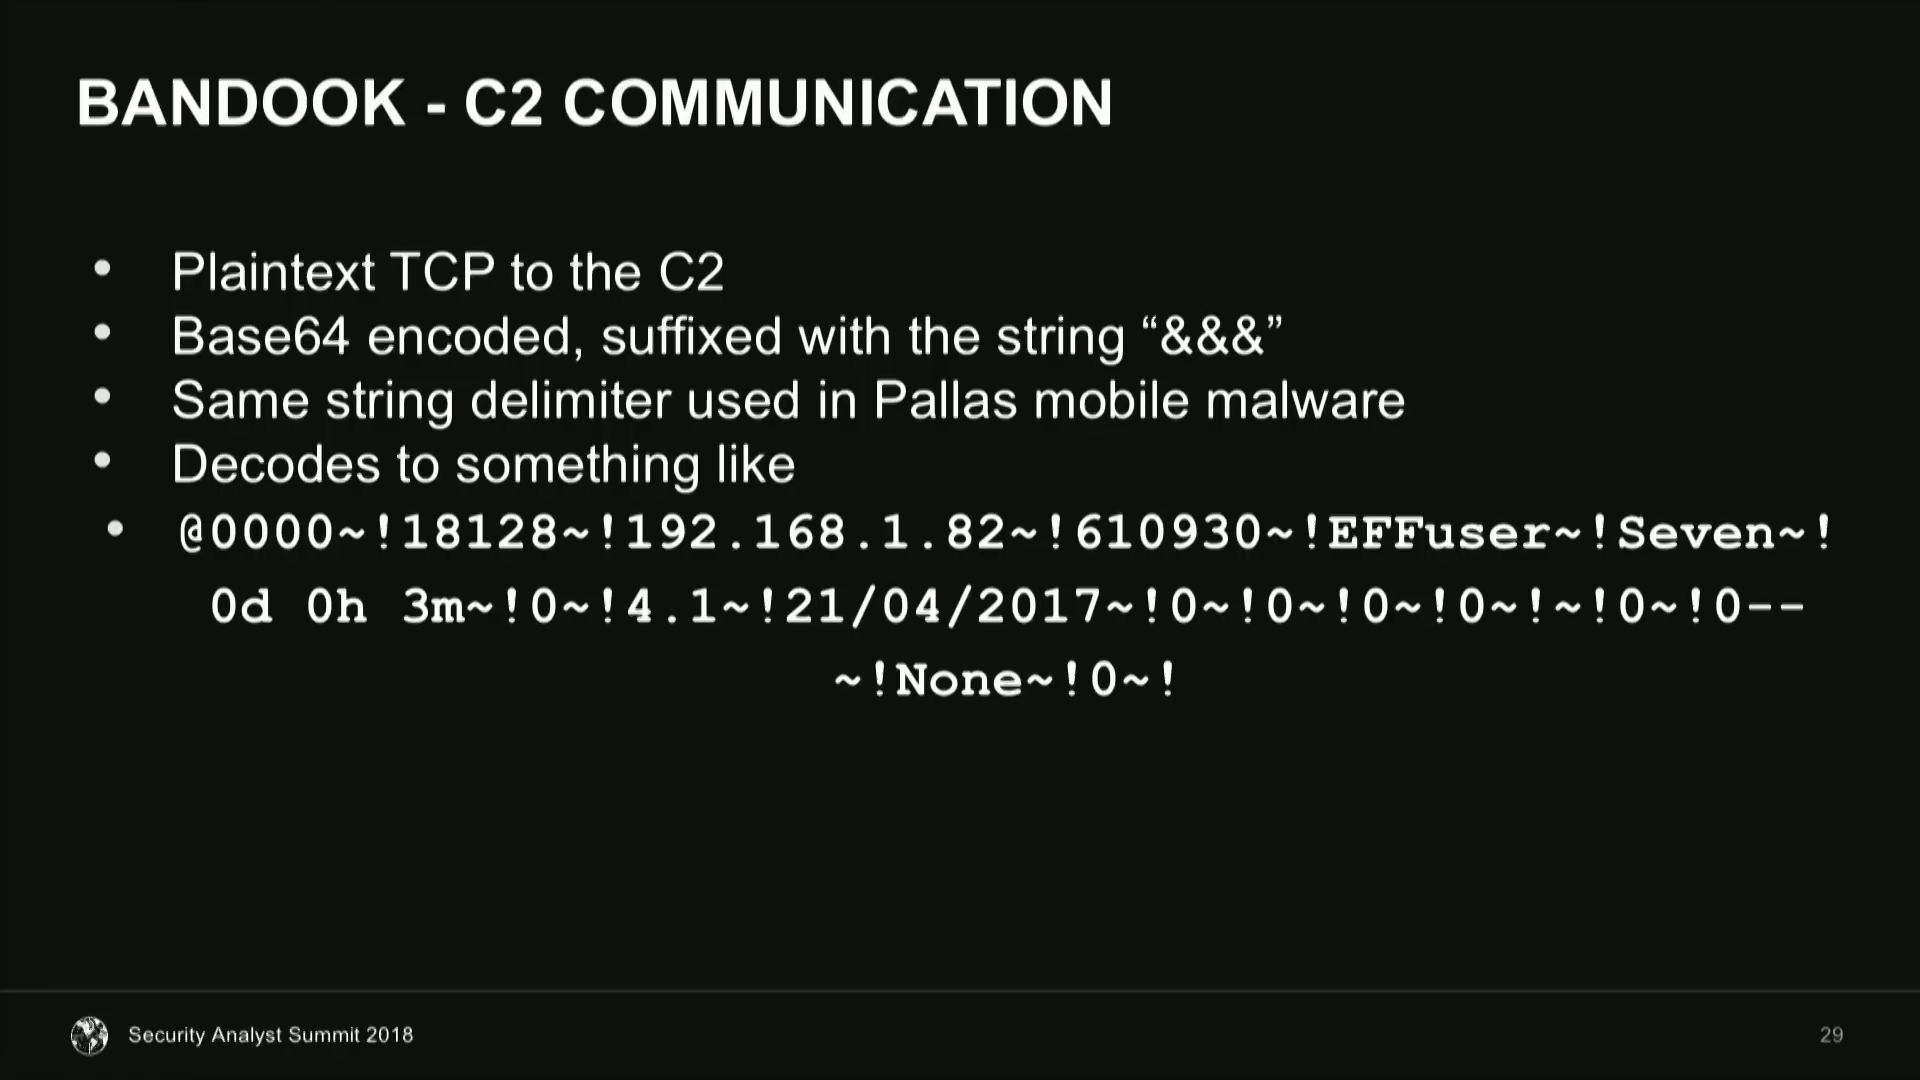 BANDOOK - C2 COMMUNICATION
• Plaintext TCP to the C2
• Base64 encoded, suffixed with the string “&&&”
• Same string delimiter used in Pallas mobile malware
• Decodes to something like
• @0000~!18128~!192.168.1.82~!610930~!EFFuser~!Seven~!
0d 0h 3m~!0~!4.1~!21/04/2017~!0~!0~!0~!0~!~!0~!0--
~!None~!0~!
Security Analyst Summit 2018
29